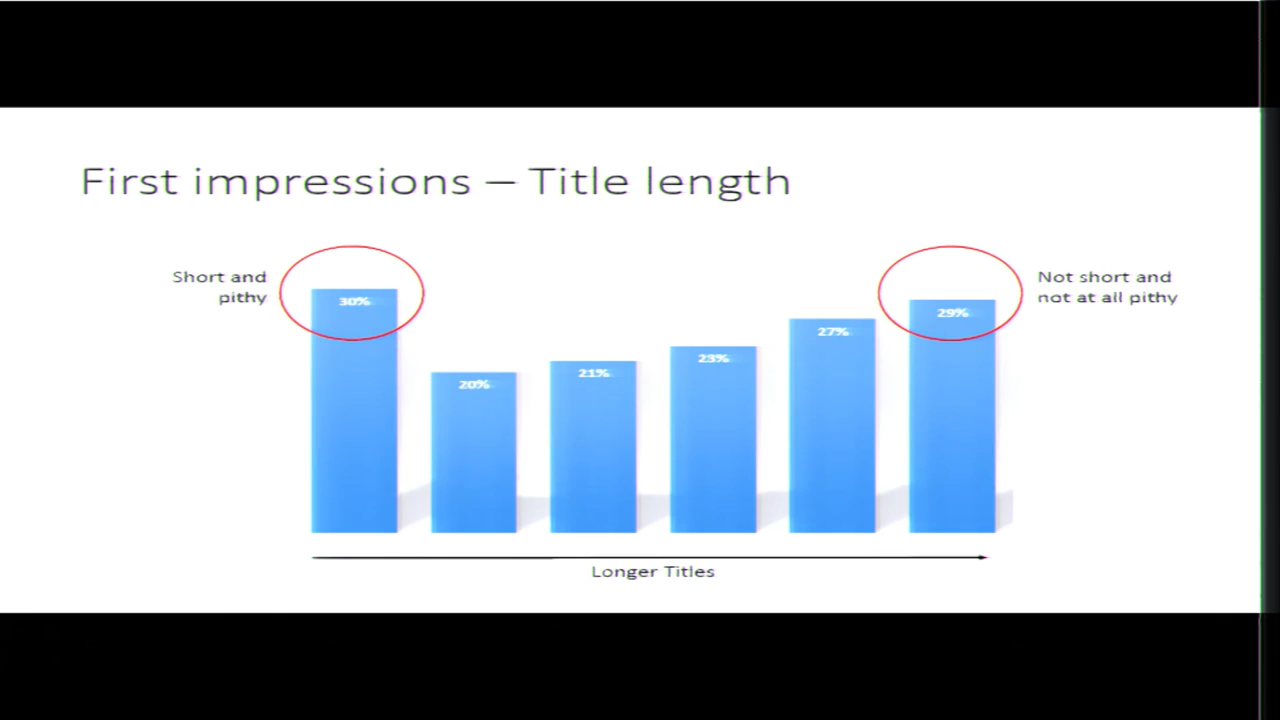 First impressions – Title length
Short and
pithy
Not short and
not at all pithy
30%
20%
21%
23%
27%
29%
Longer Titles